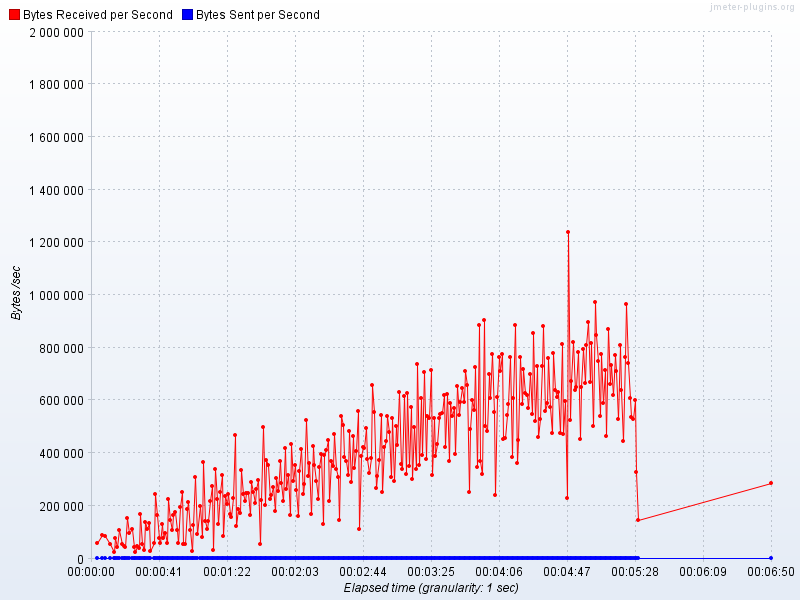 jmeter-plugins.org
Bytes Received per Second Bytes Sent per Second
2 000 000
1 800 000
1 600 000
1 400 000
1 200 000
1 000 000
800 000
600 000
400 000
200 000
0
Bytes /sec
00:00:00 00:00:41 00:01:22 00:02:03 00:02:44 00:03:25 00:04:06 00:04:47 00:05:28 00:06:09 00:06:50
Elapsed time (granularity: 1 sec)